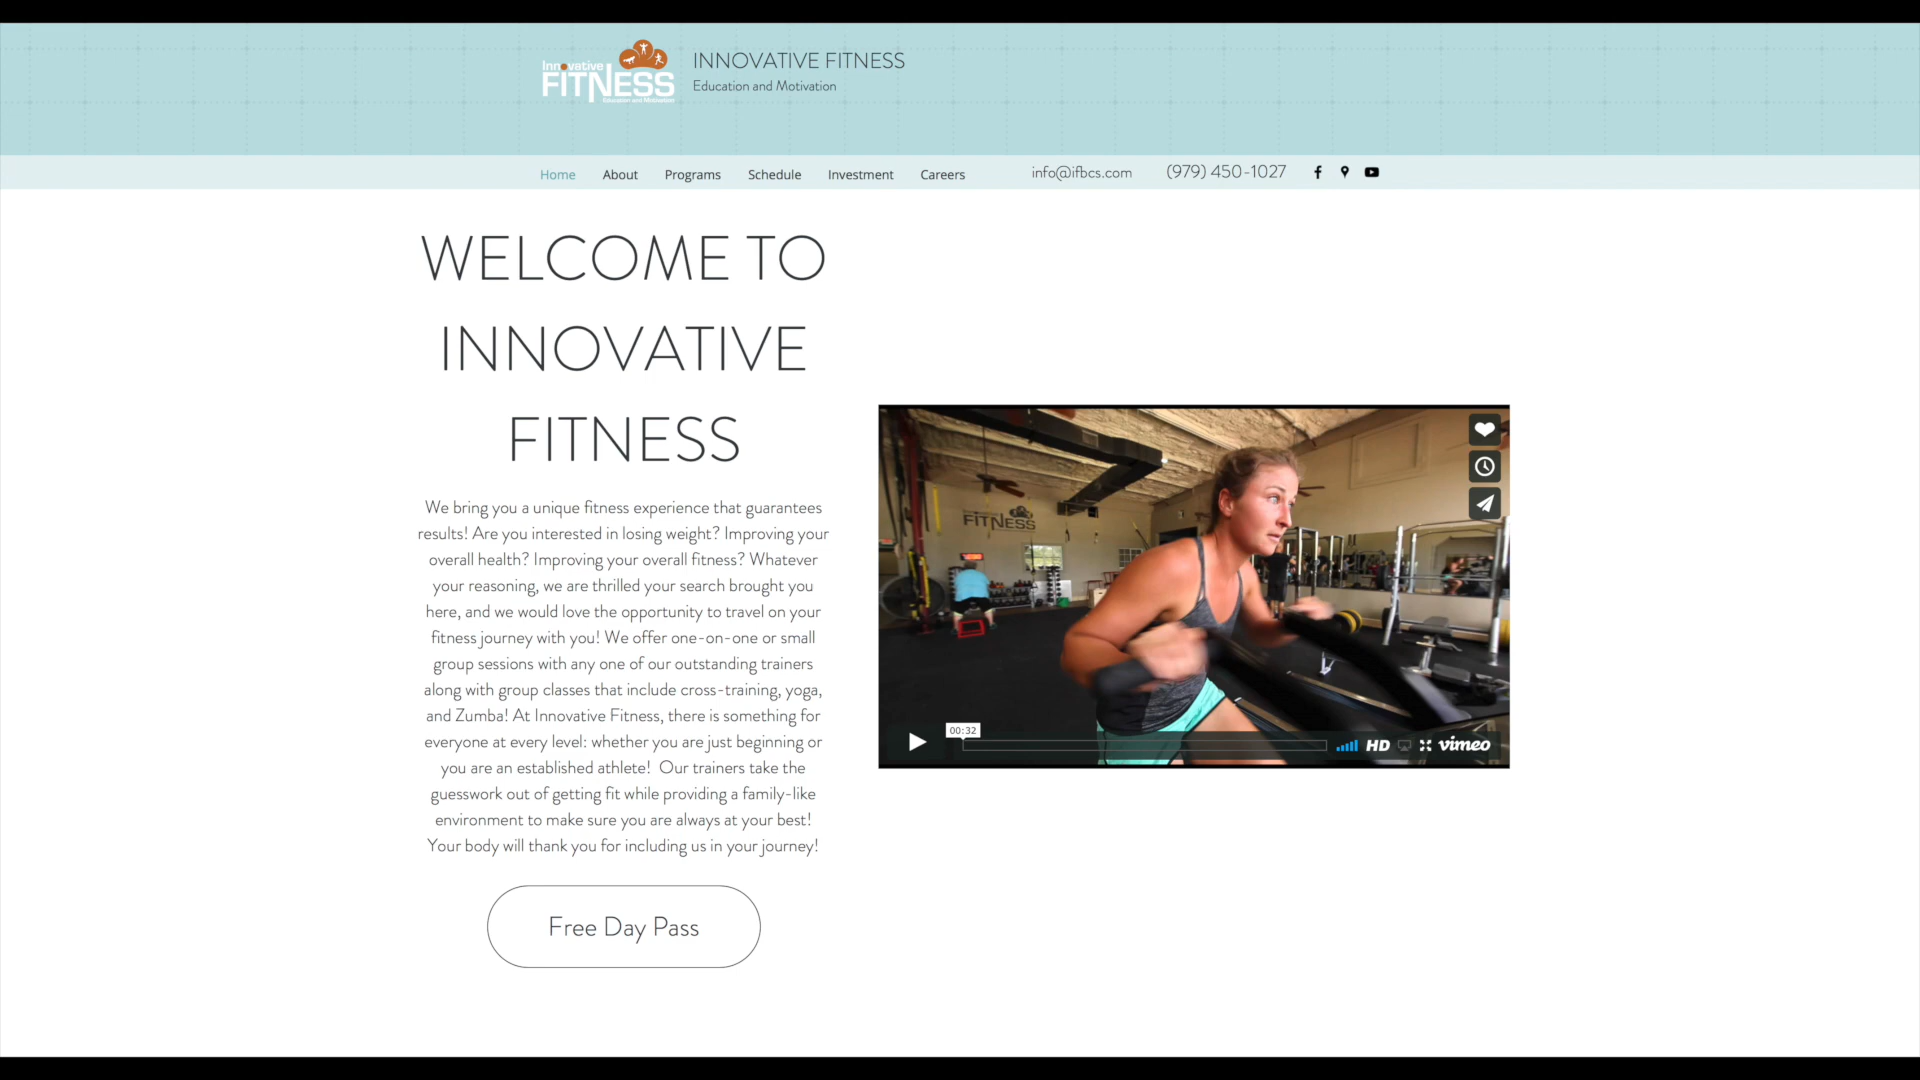 Innovative
FITNESS
Education and Motivation
INNOVATIVE FITNESS
Education and Motivation
Home About Programs Schedule Investment Careers info@ifbcs.com (979) 450-1027
WELCOME TO
INNOVATIVE
FITNESS
We bring you a unique fitness experience that guarantees
results! Are you interested in losing weight? Improving your
overall health? Improving your overall fitness? Whatever
your reasoning, we are thrilled your search brought you
here, and we would love the opportunity to travel on your
fitness journey with you! We offer one-on-one or small
group sessions with any one of our outstanding trainers
along with group classes that include cross-training, yoga,
and Zumba! At Innovative Fitness, there is something for
everyone at every level: whether you are just beginning or
you are an established athlete!  Our trainers take the
guesswork out of getting fit while providing a family-like
environment to make sure you are always at your best!
Your body will thank you for including us in your journey!
Free Day Pass
FITNESS
00:32
HD vimeo